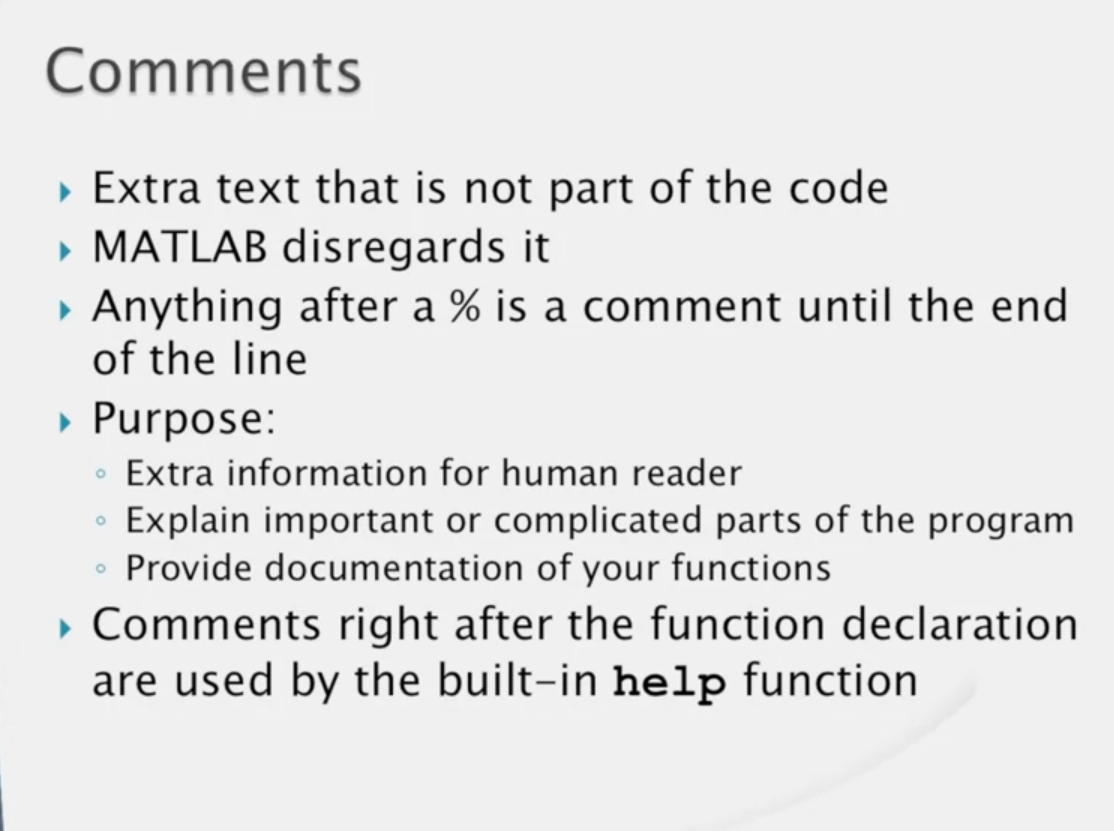 Comments
Extra text that is not part of the code
MATLAB disregards it
Anything after a % is a comment until the end
of the line
Purpose:
Extra information for human reader
Explain important or complicated parts of the program
Provide documentation of your functions
Comments right after the function declaration
are used by the built-in help function